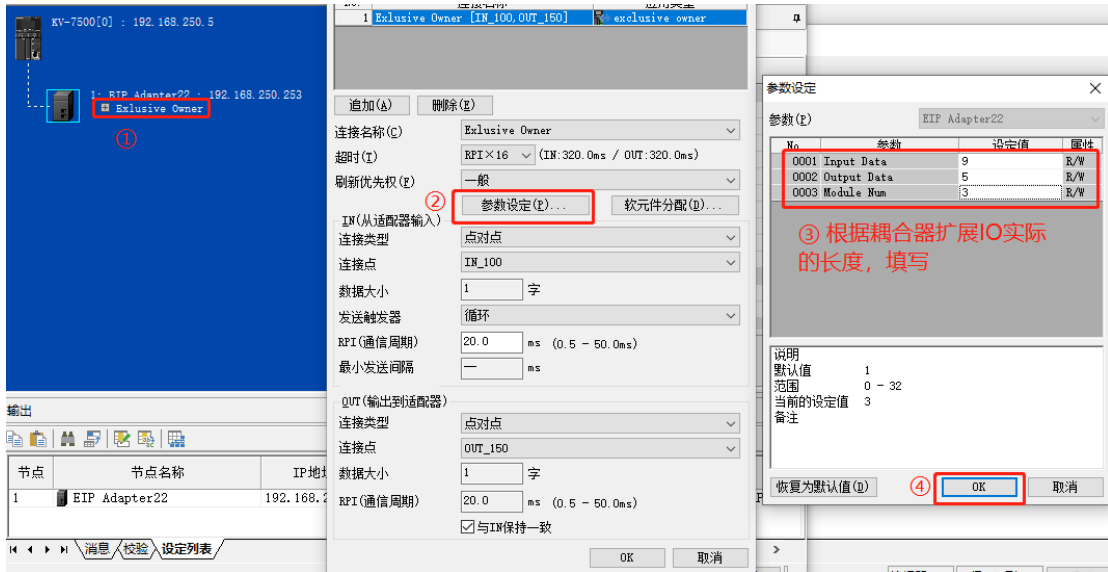 KV-7500[0] : 192.168.250.5
1: EIP Adapter22 : 192.168.250.253
Exlusive Owner
①
连接名称
应用类型
1 Exlusive Owner [IN_100,OUT_150] exclusive owner
追加(A) 删除(E)
连接名称(C) Exlusive Owner
超时(T) RPI×16 (IN:320.0ms / OUT:320.0ms)
刷新优先权(F) 一般
② 参数设定(P)... 软元件分配(D)...
IN(从适配器输入)
连接类型 点对点
连接点 IN_100
数据大小 1 字
发送触发器 循环
RPI(通信周期) 20.0 ms (0.5 - 50.0ms)
最小发送间隔 — ms
OUT(输出到适配器)
连接类型 点对点
连接点 OUT_150
数据大小 1 字
RPI(通信周期) 20.0 ms (0.5 - 50.0ms)
与IN保持一致
OK 取消
输出
节点 节点名称 IP地
1 EIP Adapter22 192.168.2
消息 校验 设定列表
参数设定
参数(P) EIP Adapter22
No. 参数 设定值 属性
0001 Input Data 9 R/W
0002 Output Data 5 R/W
0003 Module Num 3 R/W
③ 根据耦合器扩展IO实际
的长度，填写
说明
默认值 1
范围 0 - 32
当前的设定值 3
备注
恢复为默认值(D) ④ OK 取消